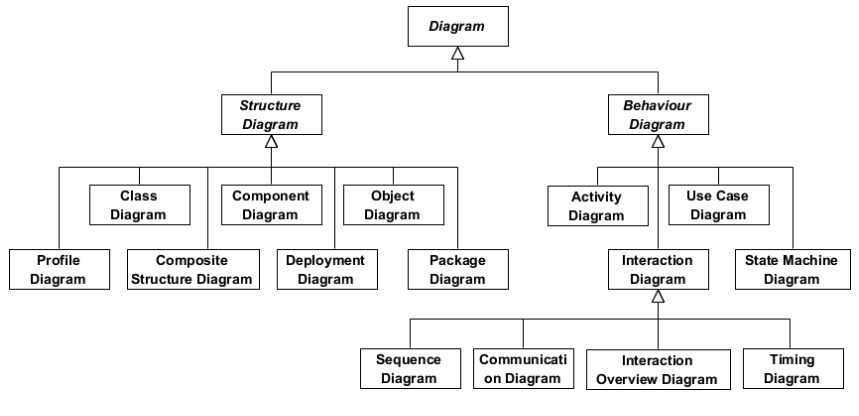 Diagram
Structure
Diagram
Behaviour
Diagram
Class
Diagram
Component
Diagram
Object
Diagram
Activity
Diagram
Use Case
Diagram
Profile
Diagram
Composite
Structure Diagram
Deployment
Diagram
Package
Diagram
Interaction
Diagram
State Machine
Diagram
Sequence
Diagram
Communicati
on Diagram
Interaction
Overview Diagram
Timing
Diagram